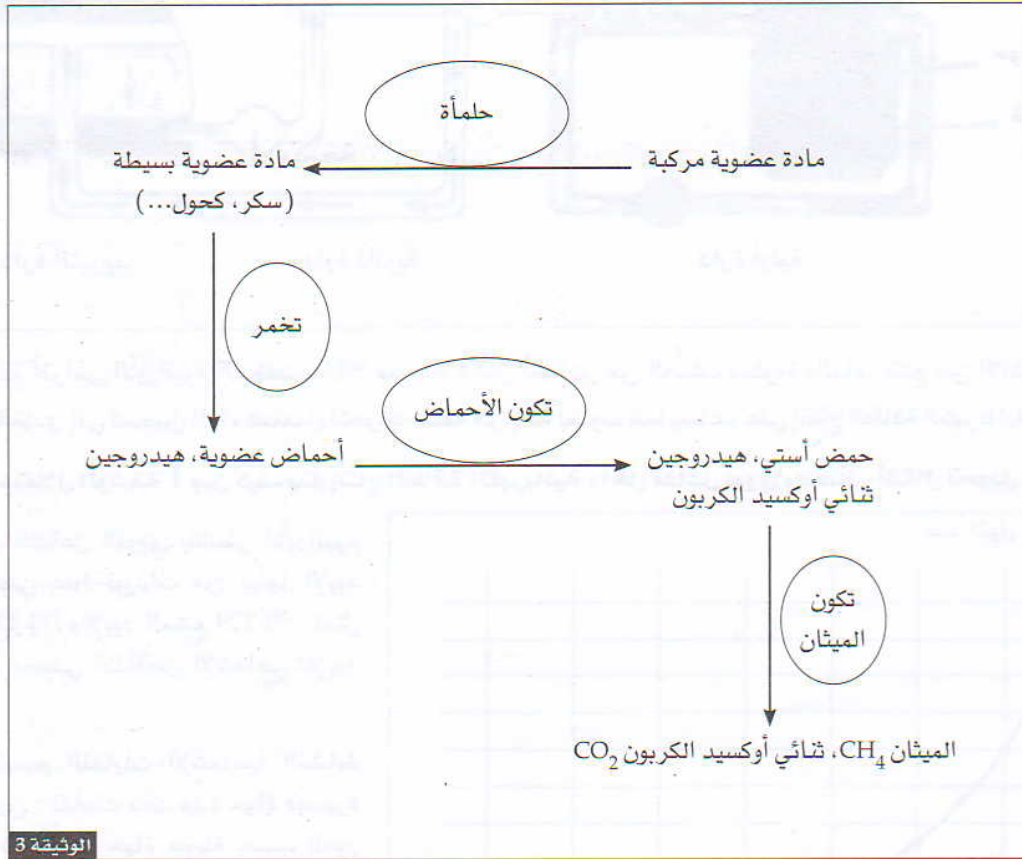 حلمأة
مادة عضوية مركبة
مادة عضوية بسيطة
(سكر، كحول...)
تخمر
تكون الأحماض
أحماض عضوية، هيدروجين
حمض أستي، هيدروجين
ثنائي أوكسيد الكربون
تكون
الميثان
الميثان CH₄، ثنائي أوكسيد الكربون CO₂
الوثيقة 3